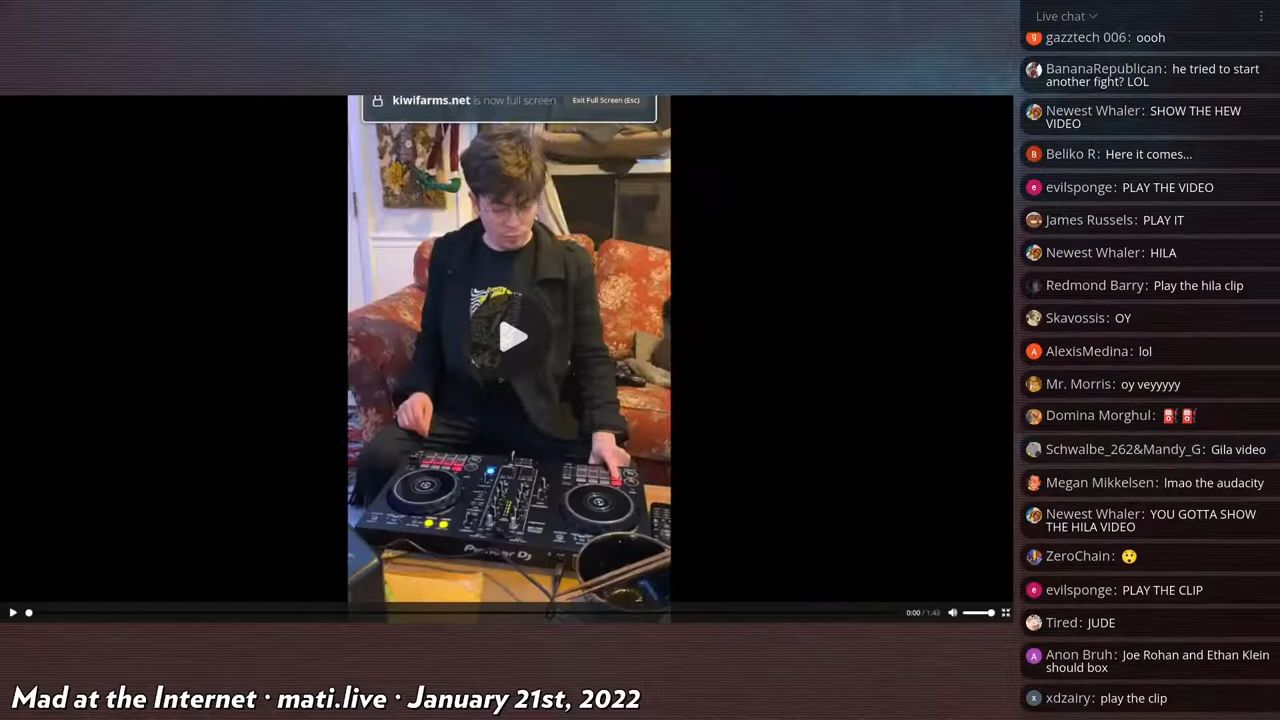 kiwifarms.net is now full screen Exit Full Screen (Esc)
Pioneer DJ
0:00 / 1:43
Mad at the Internet · mati.live · January 21st, 2022
Live chat
gazztech 006: oooh
BananaRepublican: he tried to start
another fight? LOL
Newest Whaler: SHOW THE HEW
VIDEO
Beliko R: Here it comes...
evilsponge: PLAY THE VIDEO
James Russels: PLAY IT
Newest Whaler: HILA
Redmond Barry: Play the hila clip
Skavossis: OY
AlexisMedina: lol
Mr. Morris: oy veyyyyy
Domina Morghul: ⛽⛽
Schwalbe_262&Mandy_G: Gila video
Megan Mikkelsen: lmao the audacity
Newest Whaler: YOU GOTTA SHOW
THE HILA VIDEO
ZeroChain: 😲
evilsponge: PLAY THE CLIP
Tired: JUDE
Anon Bruh: Joe Rohan and Ethan Klein
should box
xdzairy: play the clip